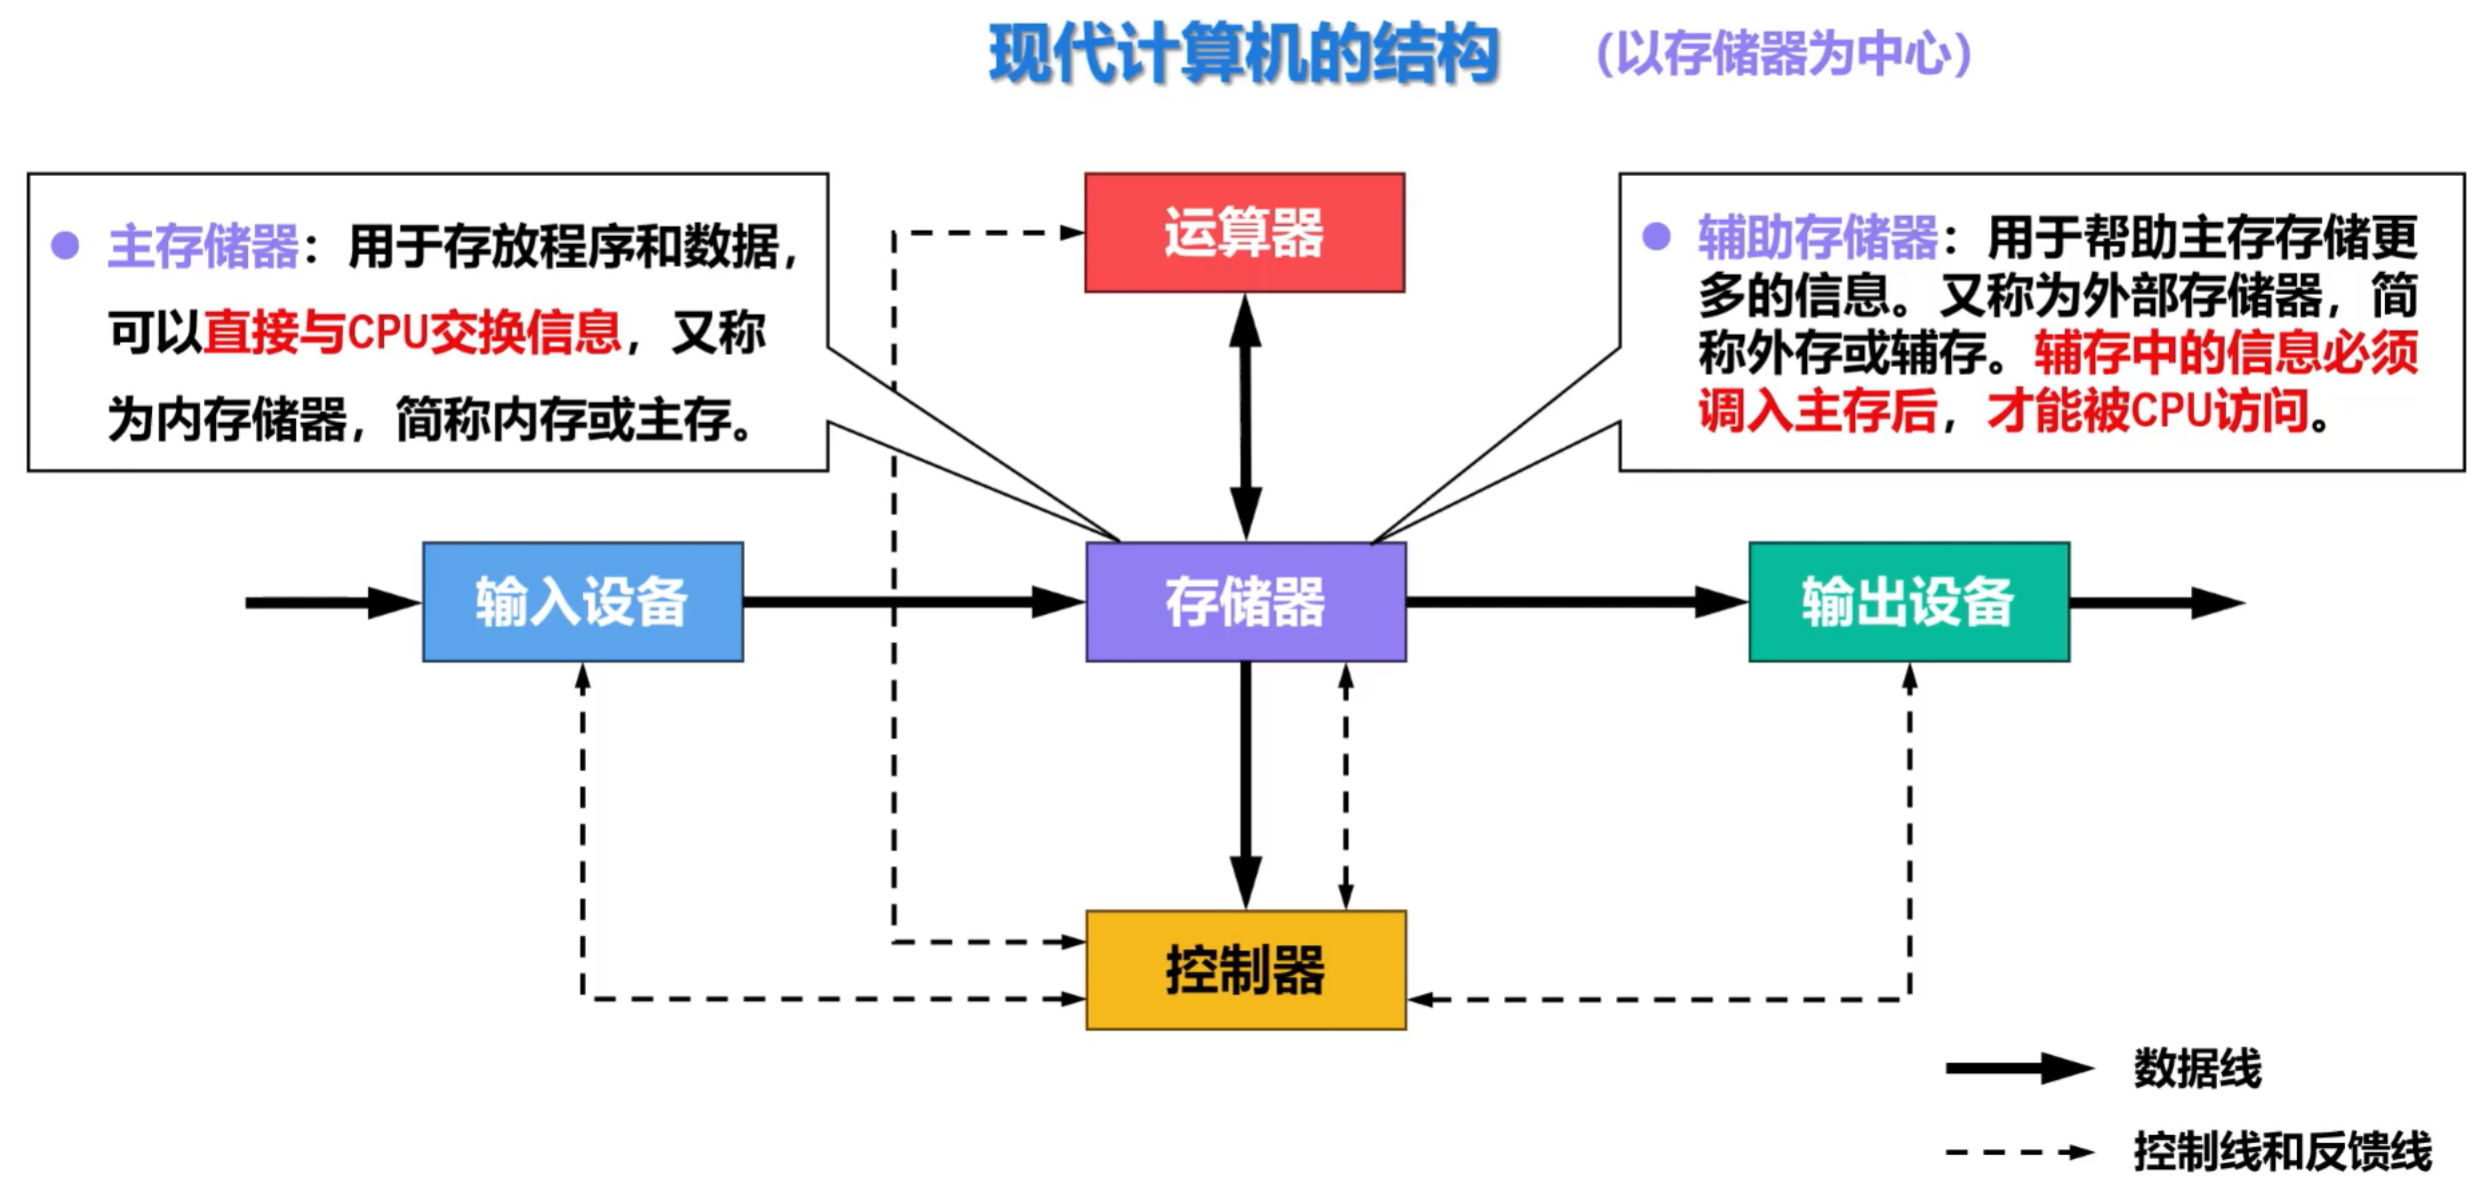 现代计算机的结构 （以存储器为中心）
主存储器：用于存放程序和数据，
可以直接与CPU交换信息，又称
为内存储器，简称内存或主存。
运算器
辅助存储器：用于帮助主存存储更
多的信息。又称为外部存储器，简
称外存或辅存。辅存中的信息必须
调入主存后，才能被CPU访问。
输入设备
存储器
输出设备
控制器
数据线
控制线和反馈线